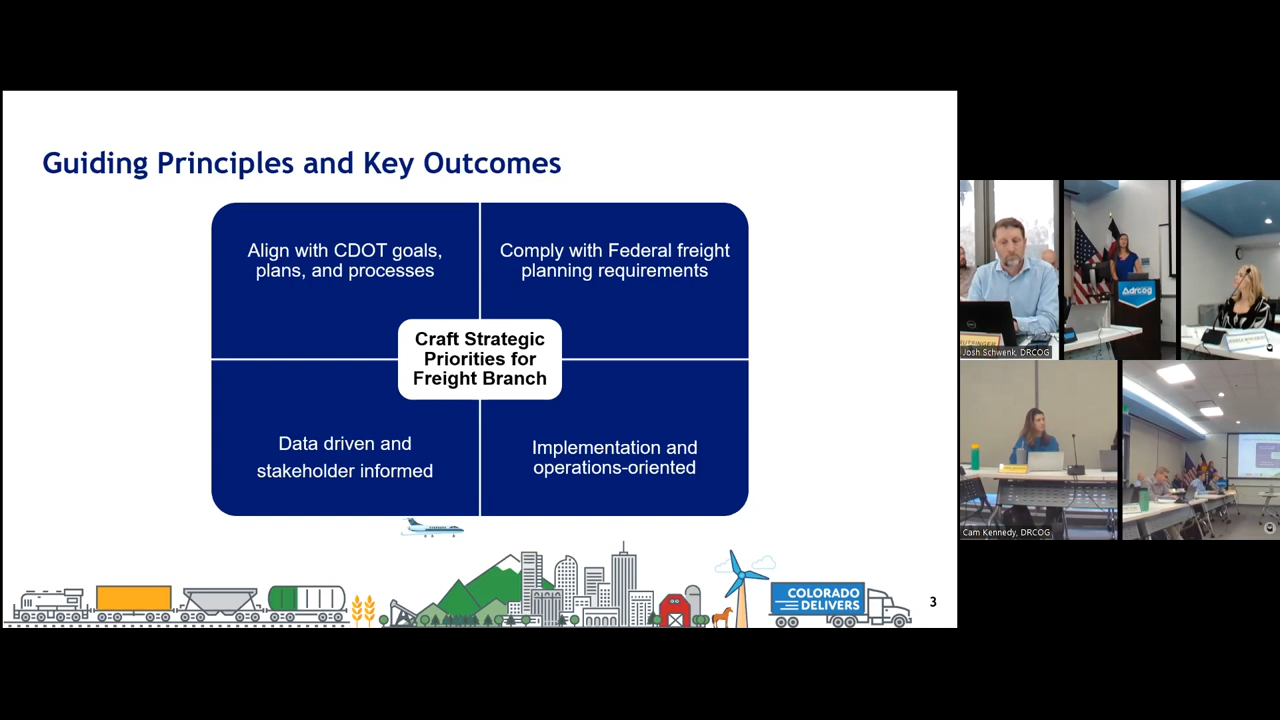 Guiding Principles and Key Outcomes
Align with CDOT goals,
plans, and processes
Comply with Federal freight
planning requirements
Craft Strategic
Priorities for
Freight Branch
Data driven and
stakeholder informed
Implementation and
operations-oriented
COLORADO
DELIVERS
3
Josh Schwenk, DRCOG
drcog
Cam Kennedy, DRCOG